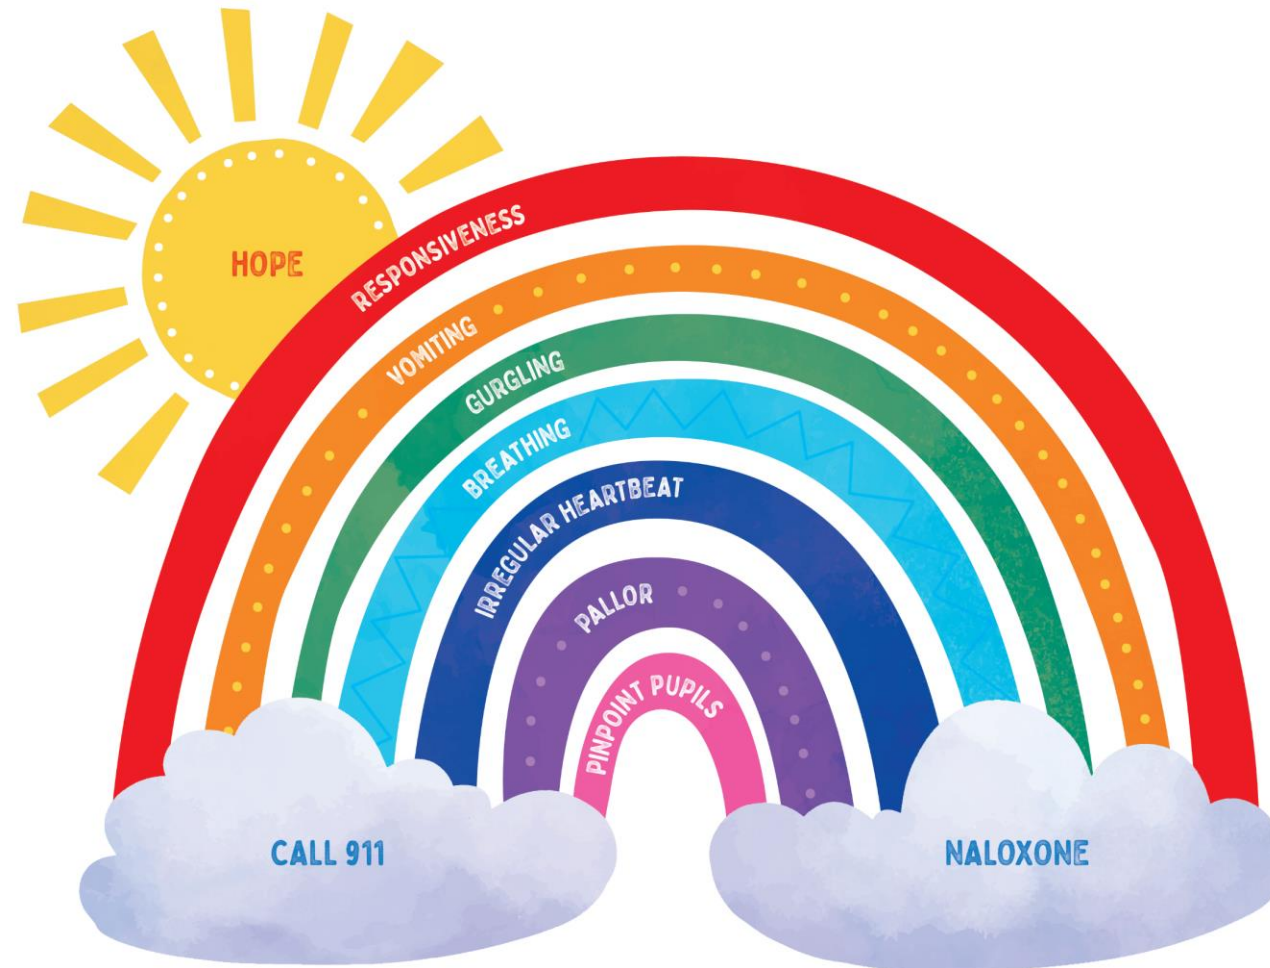 HOPE
RESPONSIVENESS
VOMITING
GURGLING
BREATHING
IRREGULAR HEARTBEAT
PALLOR
PINPOINT PUPILS
CALL 911
NALOXONE